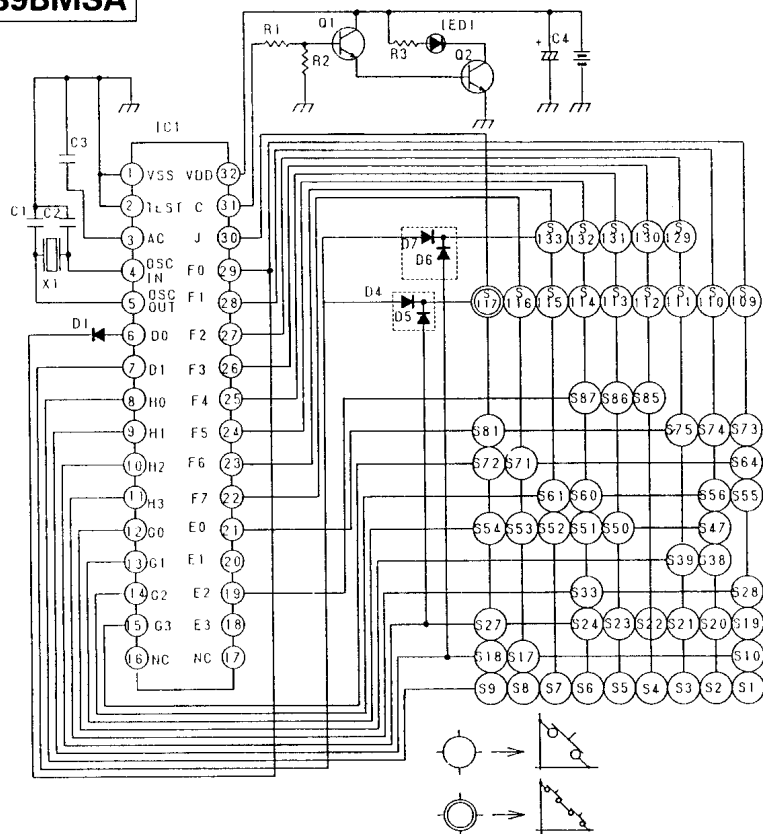 39BMSA
Q1
LED1
R1
R2
R3
Q2
C4
+
IC1
C3
C1
C2
X1
1 VSS VDD 32
2 TEST C 31
3 AC J 30
4 OSC IN F0 29
5 OSC OUT F1 28
D1
6 D0 F2 27
7 D1 F3 26
8 H0 F4 25
9 H1 F5 24
10 H2 F6 23
11 H3 F7 22
12 G0 E0 21
13 G1 E1 20
14 G2 E2 19
15 G3 E3 18
16 NC NC 17
D7
D6
D4
D5
S133 S132 S131 S130 S129
S117 S116 S115 S114 S113 S112 S111 S110 S109
S87 S86 S85
S81 S75 S74 S73
S72 S71 S64
S61 S60 S56 S55
S54 S53 S52 S51 S50 S47
S39 S38
S33 S28
S27 S24 S23 S22 S21 S20 S19
S18 S17 S10
S9 S8 S7 S6 S5 S4 S3 S2 S1